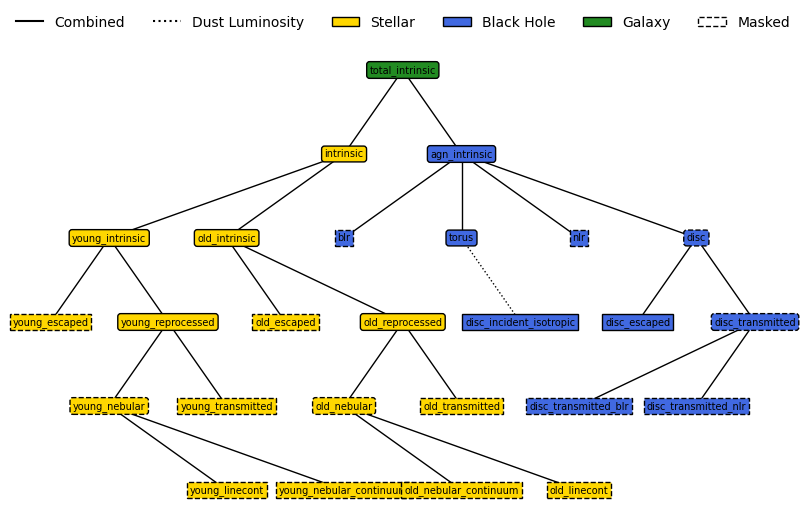 Combined Dust Luminosity Stellar Black Hole Galaxy Masked
total_intrinsic
intrinsic agn_intrinsic
young_intrinsic old_intrinsic blr torus nlr disc
young_escaped young_reprocessed old_escaped old_reprocessed disc_incident_isotropic disc_escaped disc_transmitted
young_nebular young_transmitted old_nebular old_transmitted disc_transmitted_blr disc_transmitted_nlr
young_linecont young_nebular_continuum old_nebular_continuum old_linecont